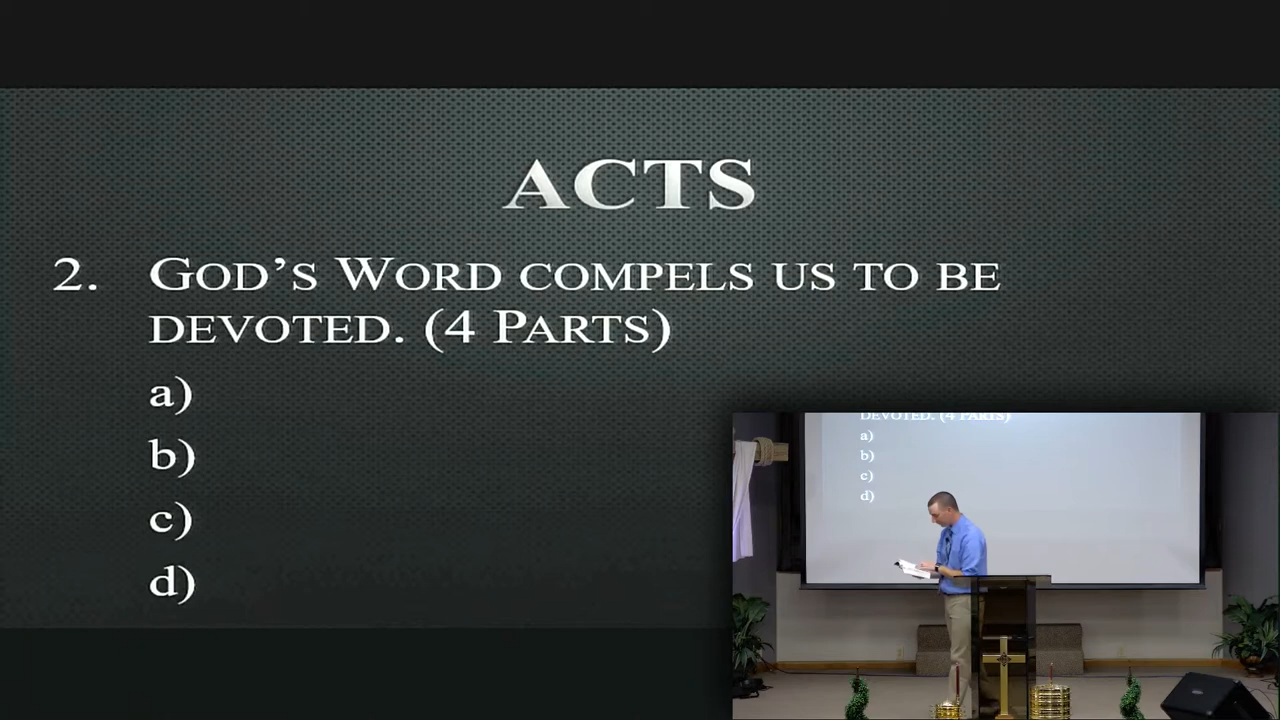 ACTS
2. GOD'S WORD COMPELS US TO BE
DEVOTED. (4 PARTS)
a)
b)
c)
d)
DEVOTED. (4 PARTS)
a)
b)
c)
d)